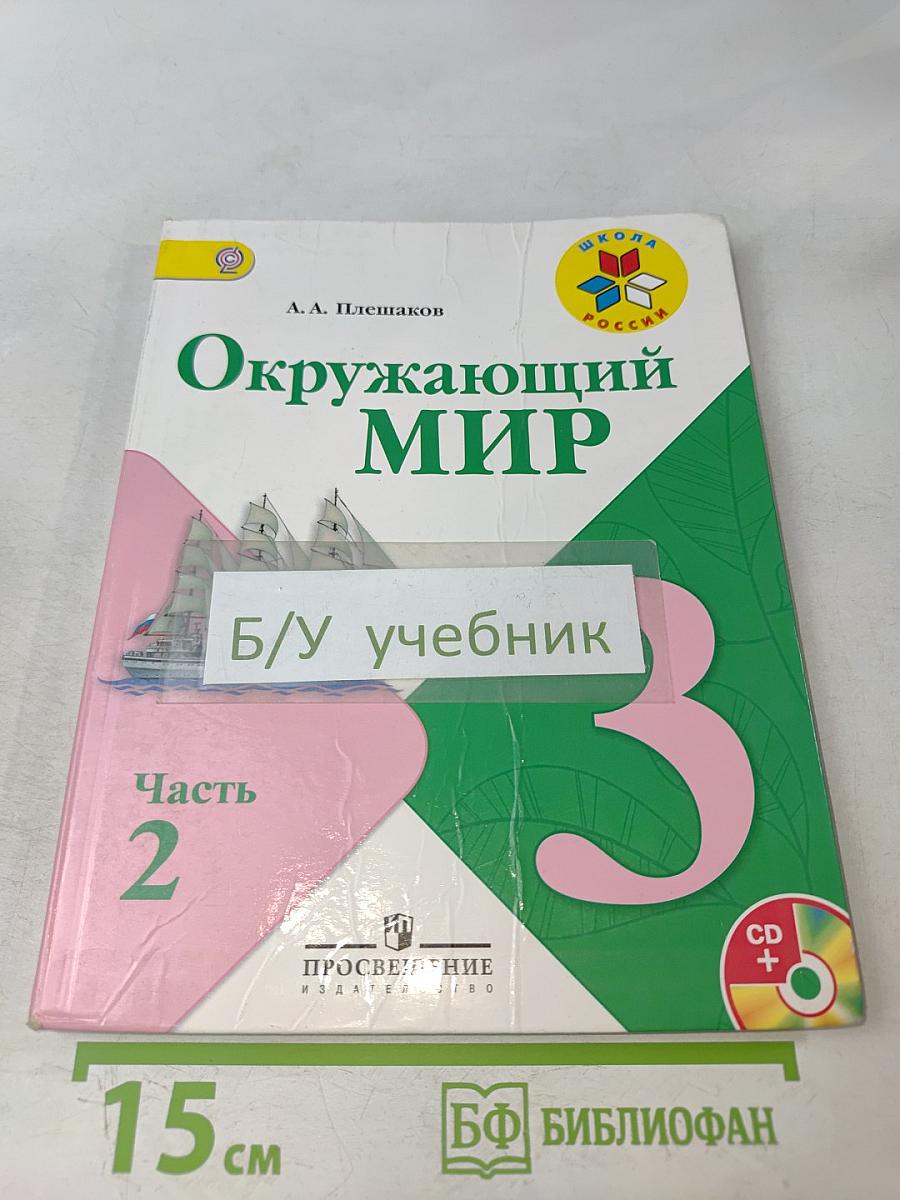 ШКОЛА
РОССИИ
А. А. Плешаков
Окружающий
МИР
Б/У учебник
3
Часть
2
CD
+
ПРОСВЕЩЕНИЕ
ИЗДАТЕЛЬСТВО
15 см
БФ БИБЛИОФАН